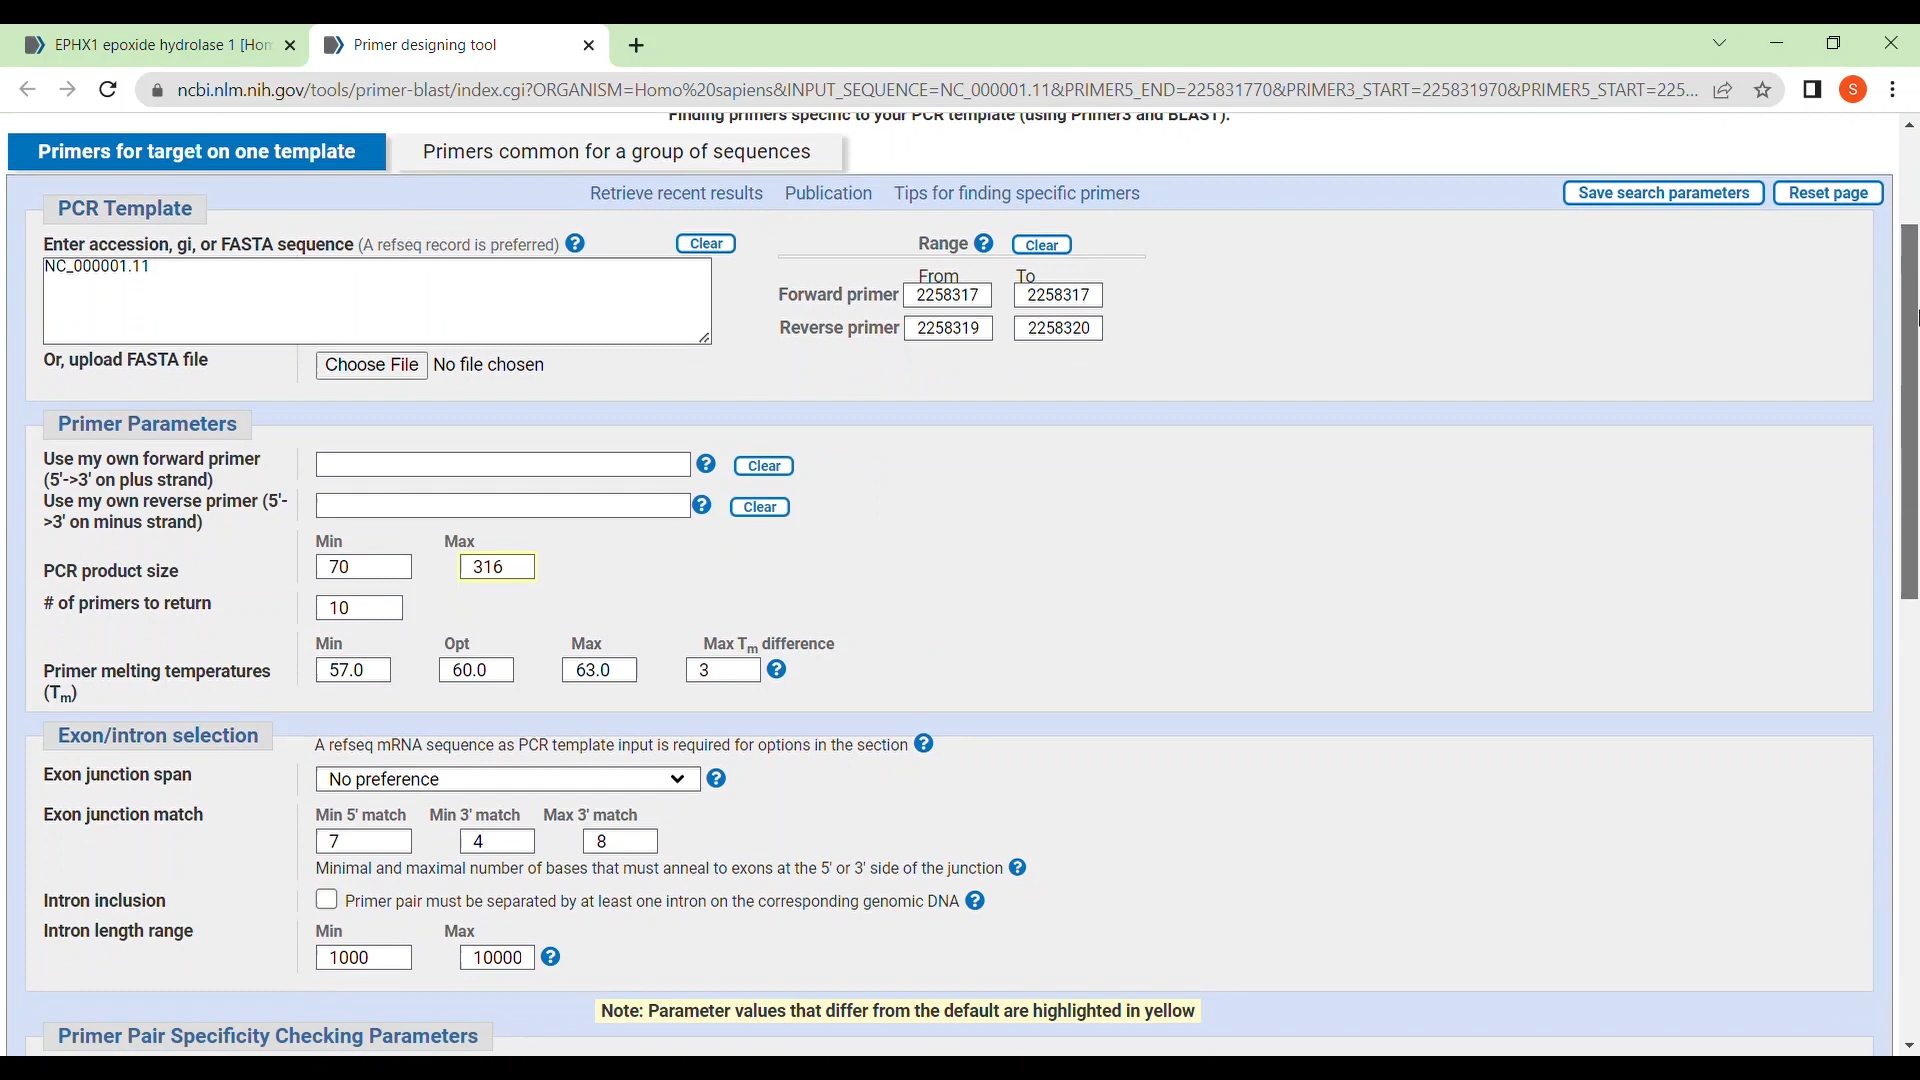 EPHX1 epoxide hydrolase 1 [Hom
Primer designing tool
ncbi.nlm.nih.gov/tools/primer-blast/index.cgi?ORGANISM=Homo%20sapiens&INPUT_SEQUENCE=NC_000001.11&PRIMER5_END=225831770&PRIMER3_START=225831970&PRIMER5_START=225...
S
Finding primers specific to your PCR template (using Primer3 and BLAST).
Primers for target on one template
Primers common for a group of sequences
Retrieve recent results Publication Tips for finding specific primers
Save search parameters Reset page
PCR Template
Enter accession, gi, or FASTA sequence (A refseq record is preferred) ? Clear
Range ? Clear
NC_000001.11
From To
Forward primer 2258317 2258317
Reverse primer 2258319 2258320
Or, upload FASTA file Choose File No file chosen
Primer Parameters
Use my own forward primer
(5'->3' on plus strand)
? Clear
Use my own reverse primer (5'-
>3' on minus strand)
? Clear
Min Max
PCR product size 70 316
# of primers to return 10
Min Opt Max Max Tm difference
Primer melting temperatures
(Tm)
57.0 60.0 63.0 3 ?
Exon/intron selection
A refseq mRNA sequence as PCR template input is required for options in the section ?
Exon junction span No preference ?
Exon junction match Min 5' match Min 3' match Max 3' match
7 4 8
Minimal and maximal number of bases that must anneal to exons at the 5' or 3' side of the junction ?
Intron inclusion Primer pair must be separated by at least one intron on the corresponding genomic DNA ?
Intron length range Min Max
1000 10000 ?
Note: Parameter values that differ from the default are highlighted in yellow
Primer Pair Specificity Checking Parameters